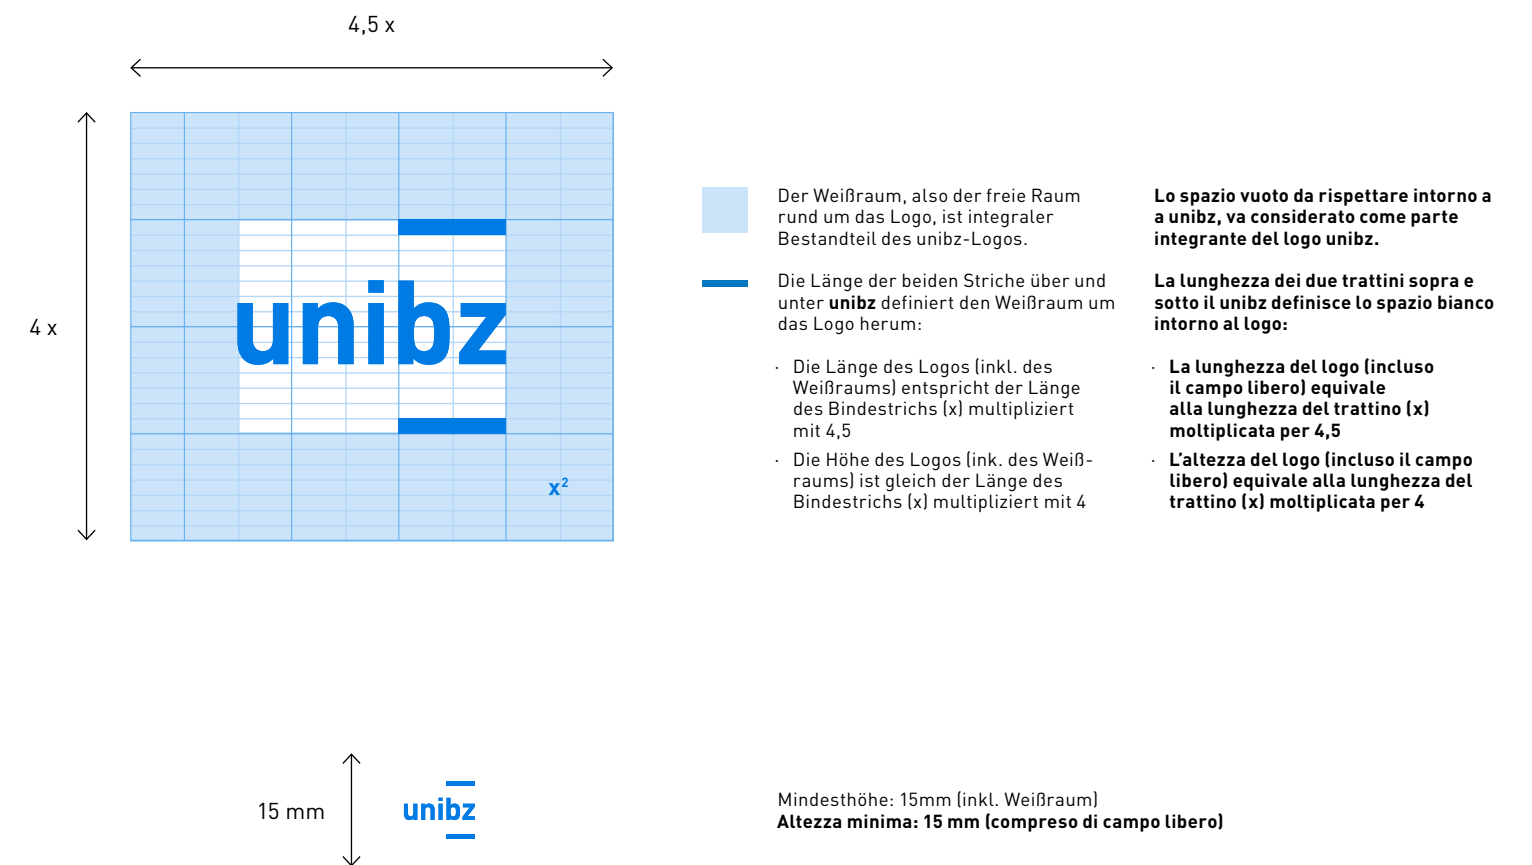 4,5 x
4 x
unibz
x²
Der Weißraum, also der freie Raum
rund um das Logo, ist integraler
Bestandteil des unibz-Logos.
Die Länge der beiden Striche über und
unter unibz definiert den Weißraum um
das Logo herum:
· Die Länge des Logos (inkl. des
Weißraums) entspricht der Länge
des Bindestrichs (x) multipliziert
mit 4,5
· Die Höhe des Logos (ink. des Weiß-
raums) ist gleich der Länge des
Bindestrichs (x) multipliziert mit 4
Lo spazio vuoto da rispettare intorno a
a unibz, va considerato come parte
integrante del logo unibz.
La lunghezza dei due trattini sopra e
sotto il unibz definisce lo spazio bianco
intorno al logo:
· La lunghezza del logo (incluso
il campo libero) equivale
alla lunghezza del trattino (x)
moltiplicata per 4,5
· L’altezza del logo (incluso il campo
libero) equivale alla lunghezza del
trattino (x) moltiplicata per 4
15 mm
unibz
Mindesthöhe: 15mm (inkl. Weißraum)
Altezza minima: 15 mm (compreso di campo libero)